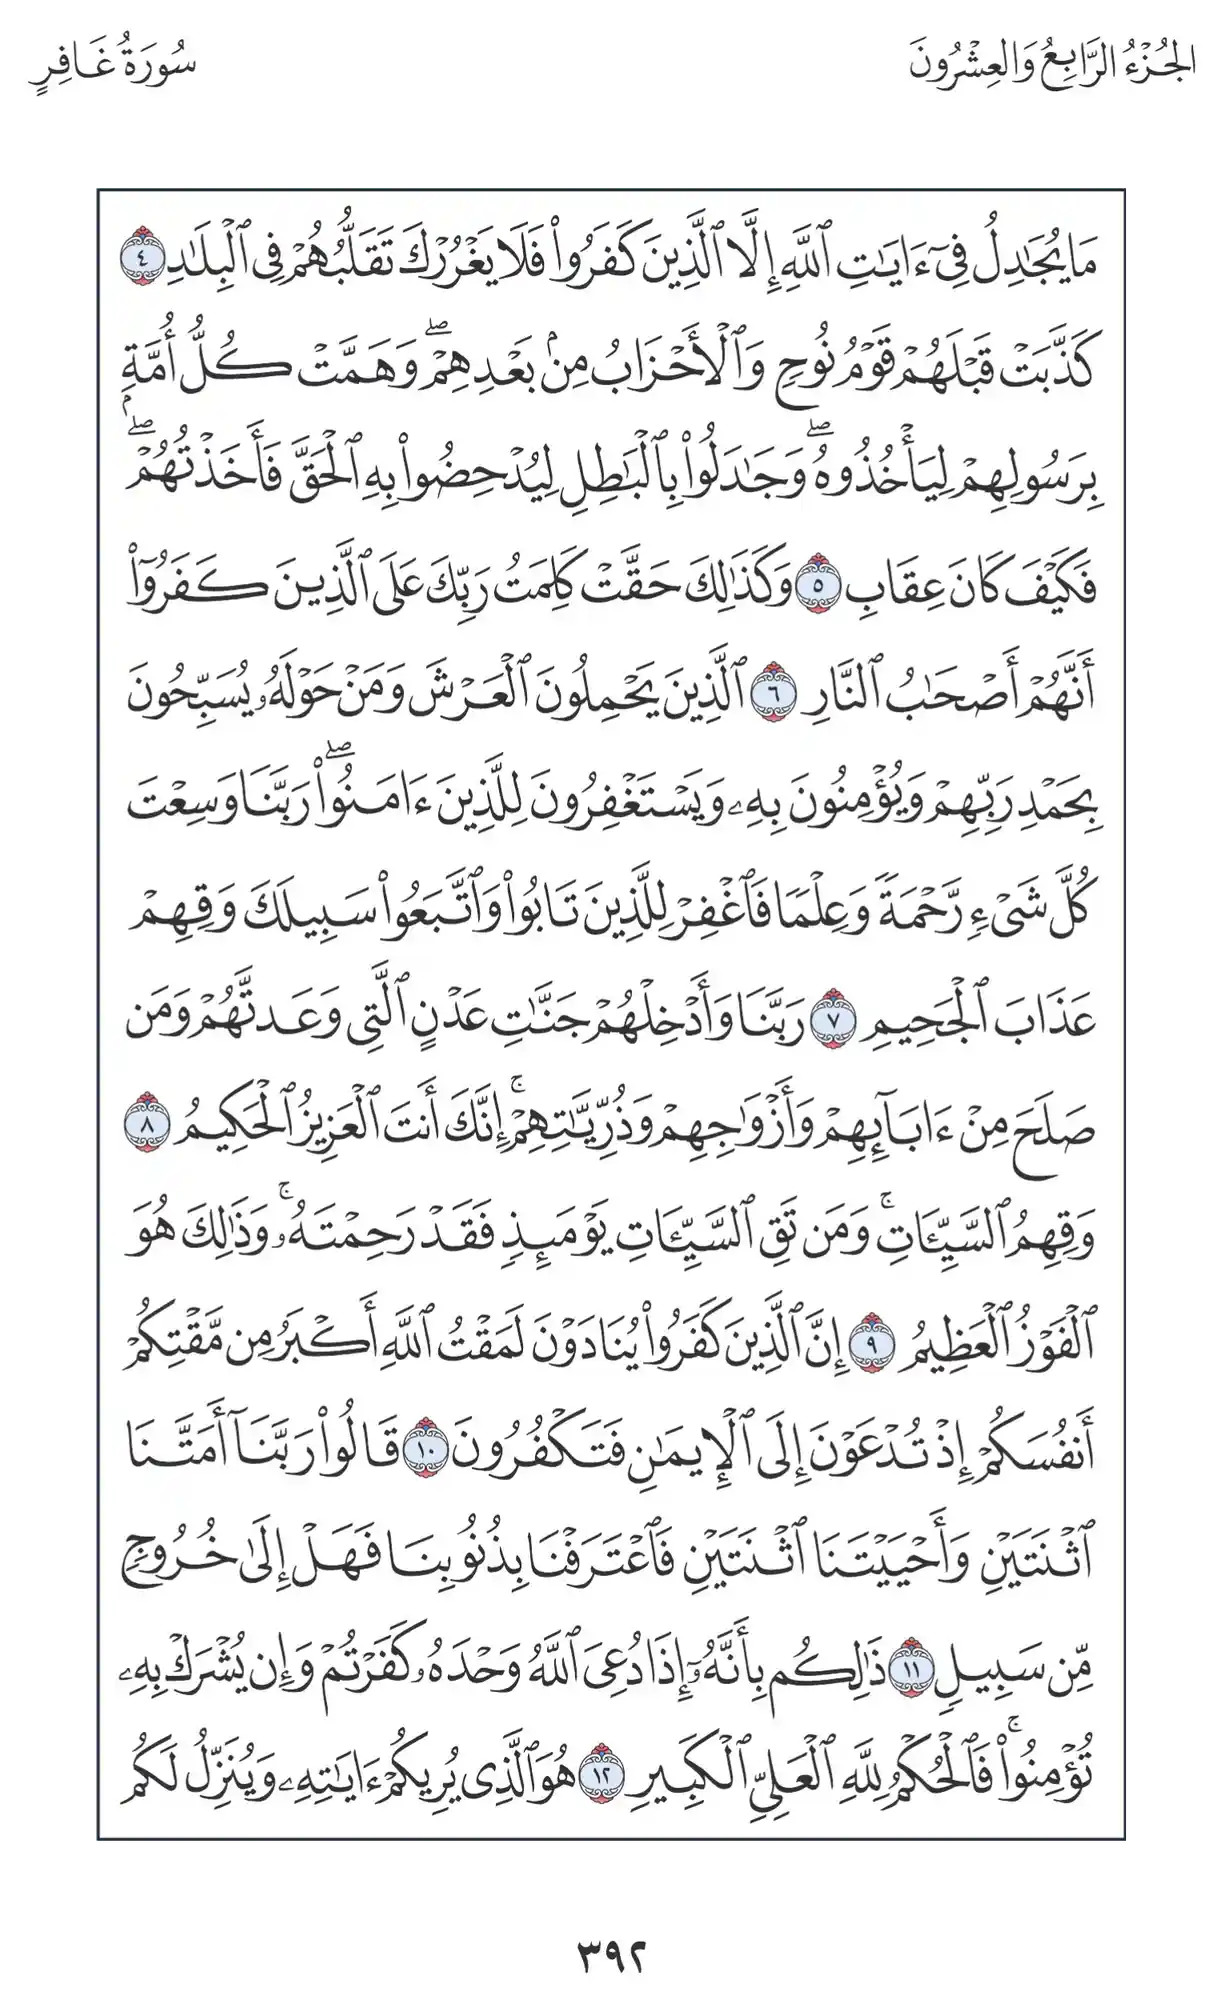 الجُزْءُ الرَّابِعُ وَالعِشْرُونَ
سُورَةُ غَافِرٍ
مَا يُجَٰدِلُ فِىٓ ءَايَٰتِ ٱللَّهِ إِلَّا ٱلَّذِينَ كَفَرُوا۟ فَلَا يَغْرُرْكَ تَقَلُّبُهُمْ فِى ٱلْبِلَٰدِ ٤
كَذَّبَتْ قَبْلَهُمْ قَوْمُ نُوحٍ وَٱلْأَحْزَابُ مِنۢ بَعْدِهِمْ ۖ وَهَمَّتْ كُلُّ أُمَّةٍۭ
بِرَسُولِهِمْ لِيَأْخُذُوهُ ۖ وَجَٰدَلُوا۟ بِٱلْبَٰطِلِ لِيُدْحِضُوا۟ بِهِ ٱلْحَقَّ فَأَخَذْتُهُمْ ۖ
فَكَيْفَ كَانَ عِقَابِ ٥ وَكَذَٰلِكَ حَقَّتْ كَلِمَتُ رَبِّكَ عَلَى ٱلَّذِينَ كَفَرُوٓا۟
أَنَّهُمْ أَصْحَٰبُ ٱلنَّارِ ٦ ٱلَّذِينَ يَحْمِلُونَ ٱلْعَرْشَ وَمَنْ حَوْلَهُۥ يُسَبِّحُونَ
بِحَمْدِ رَبِّهِمْ وَيُؤْمِنُونَ بِهِۦ وَيَسْتَغْفِرُونَ لِلَّذِينَ ءَامَنُوا۟ ۖ رَبَّنَا وَسِعْتَ
كُلَّ شَىْءٍ رَّحْمَةً وَعِلْمًا فَٱغْفِرْ لِلَّذِينَ تَابُوا۟ وَٱتَّبَعُوا۟ سَبِيلَكَ وَقِهِمْ
عَذَابَ ٱلْجَحِيمِ ٧ رَبَّنَا وَأَدْخِلْهُمْ جَنَّٰتِ عَدْنٍ ٱلَّتِى وَعَدتَّهُمْ وَمَن
صَلَحَ مِنْ ءَابَآئِهِمْ وَأَزْوَٰجِهِمْ وَذُرِّيَّٰتِهِمْ ۚ إِنَّكَ أَنتَ ٱلْعَزِيزُ ٱلْحَكِيمُ ٨
وَقِهِمُ ٱلسَّيِّـَٔاتِ ۚ وَمَن تَقِ ٱلسَّيِّـَٔاتِ يَوْمَئِذٍ فَقَدْ رَحِمْتَهُۥ ۚ وَذَٰلِكَ هُوَ
ٱلْفَوْزُ ٱلْعَظِيمُ ٩ إِنَّ ٱلَّذِينَ كَفَرُوا۟ يُنَادَوْنَ لَمَقْتُ ٱللَّهِ أَكْبَرُ مِن مَّقْتِكُمْ
أَنفُسَكُمْ إِذْ تُدْعَوْنَ إِلَى ٱلْإِيمَٰنِ فَتَكْفُرُونَ ١٠ قَالُوا۟ رَبَّنَآ أَمَتَّنَا
ٱثْنَتَيْنِ وَأَحْيَيْتَنَا ٱثْنَتَيْنِ فَٱعْتَرَفْنَا بِذُنُوبِنَا فَهَلْ إِلَىٰ خُرُوجٍ
مِّن سَبِيلٍ ١١ ذَٰلِكُم بِأَنَّهُۥٓ إِذَا دُعِىَ ٱللَّهُ وَحْدَهُۥ كَفَرْتُمْ وَإِن يُشْرَكْ بِهِۦ
تُؤْمِنُوا۟ ۚ فَٱلْحُكْمُ لِلَّهِ ٱلْعَلِىِّ ٱلْكَبِيرِ ١٢ هُوَ ٱلَّذِى يُرِيكُمْ ءَايَٰتِهِۦ وَيُنَزِّلُ لَكُم
٣٩٢